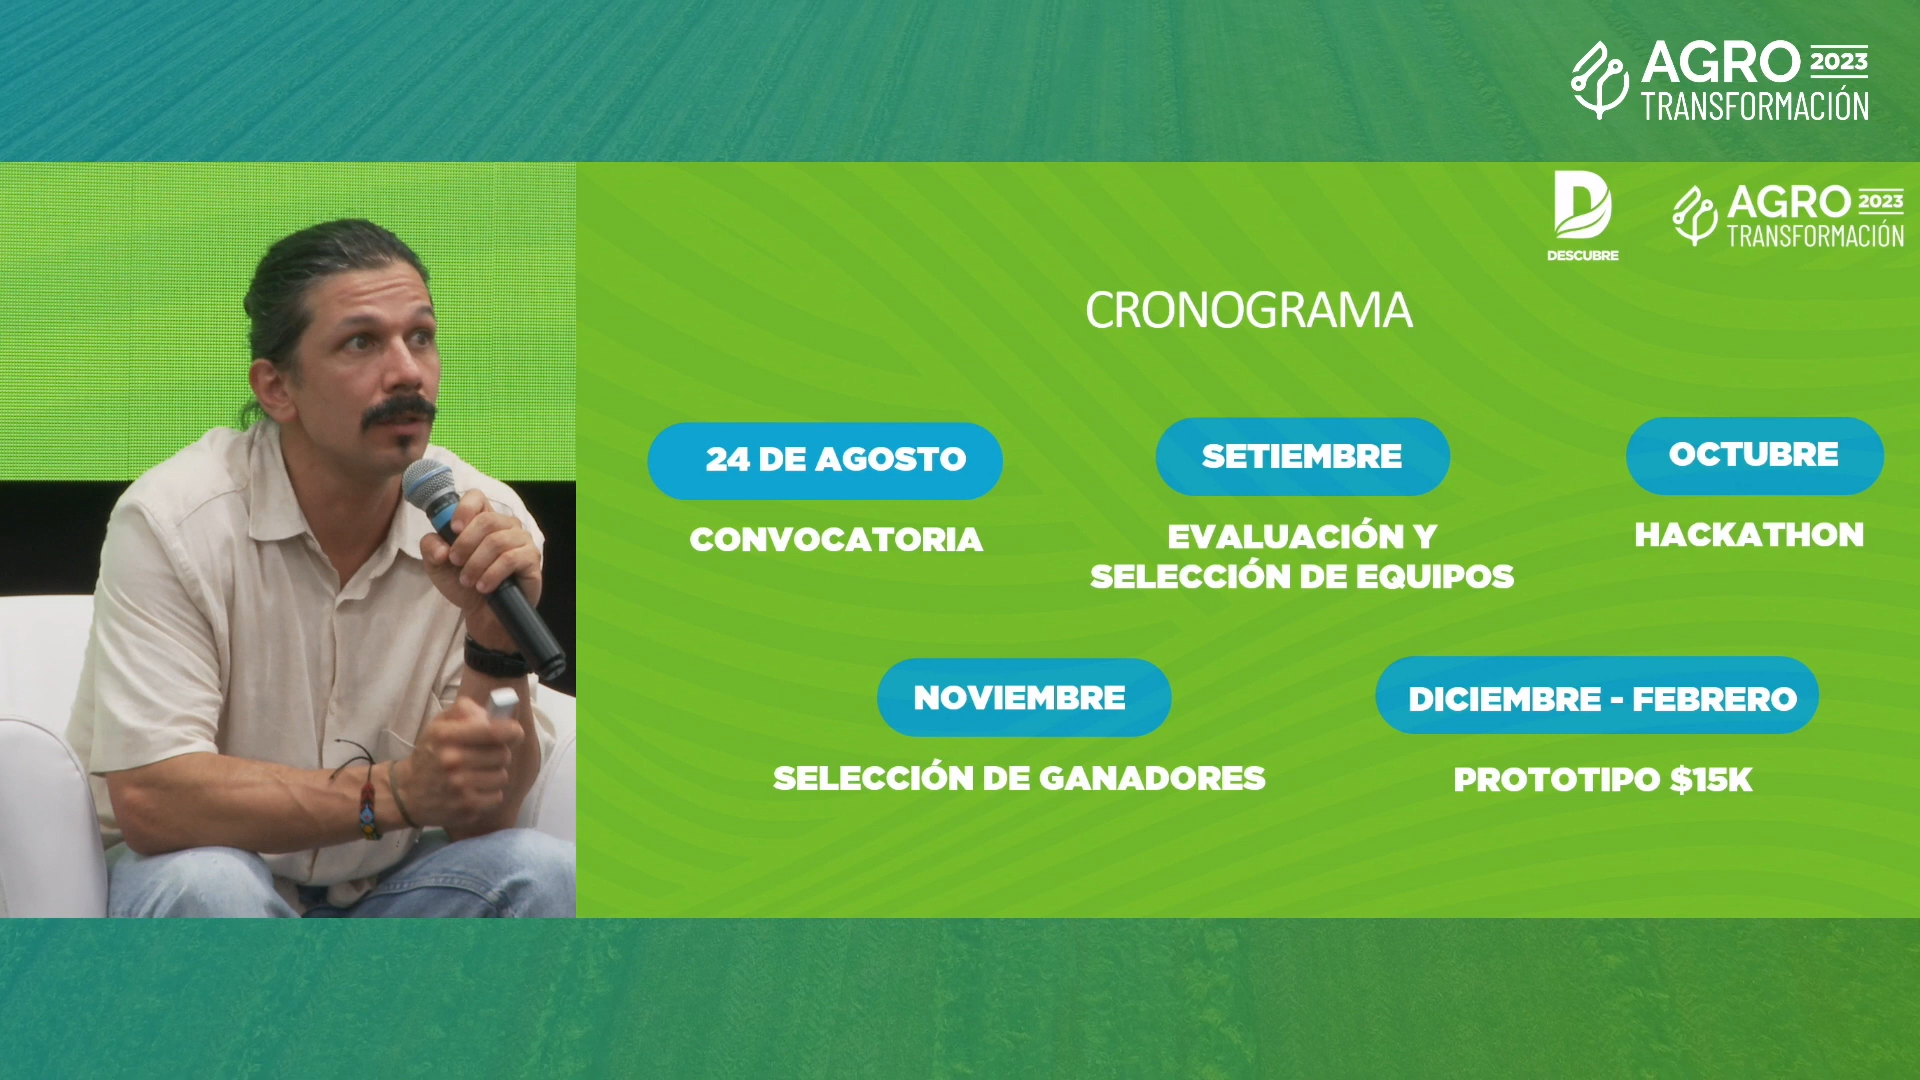 AGRO 2023
TRANSFORMACIÓN
DESCUBRE
AGRO 2023
TRANSFORMACIÓN
CRONOGRAMA
24 DE AGOSTO
CONVOCATORIA
SETIEMBRE
EVALUACIÓN Y
SELECCIÓN DE EQUIPOS
OCTUBRE
HACKATHON
NOVIEMBRE
SELECCIÓN DE GANADORES
DICIEMBRE - FEBRERO
PROTOTIPO $15K